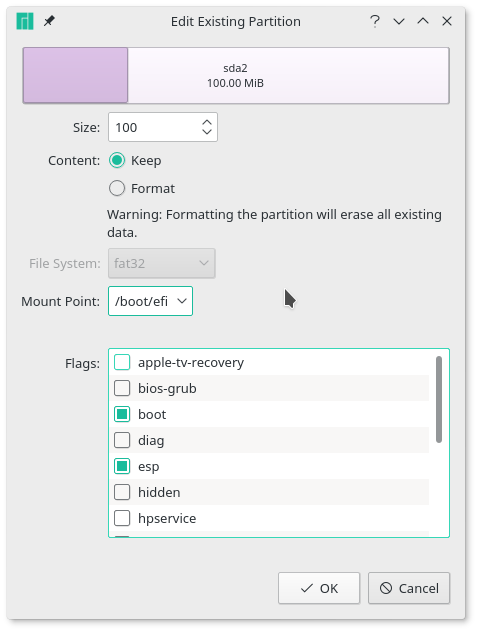 Edit Existing Partition
sda2
100.00 MiB
Size: 100
Content: Keep
Format
Warning: Formatting the partition will erase all existing
data.
File System: fat32
Mount Point: /boot/efi
Flags: apple-tv-recovery
bios-grub
boot
diag
esp
hidden
hpservice
OK Cancel